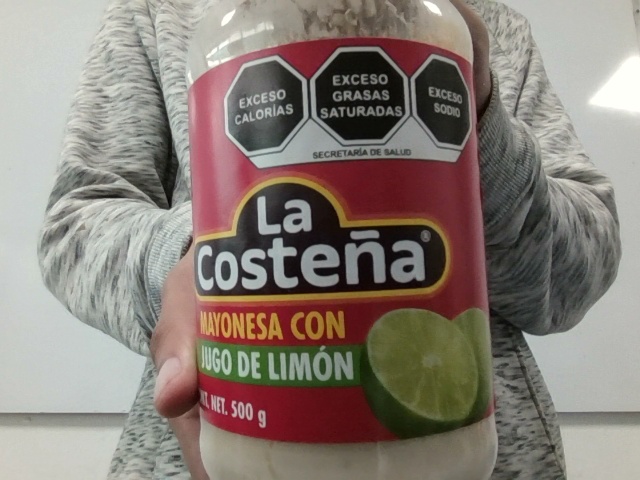 EXCESO
CALORÍAS
EXCESO
GRASAS
SATURADAS
EXCESO
SODIO
SECRETARÍA DE SALUD
La
Costeña®
MAYONESA CON
JUGO DE LIMÓN
NET. 500 g